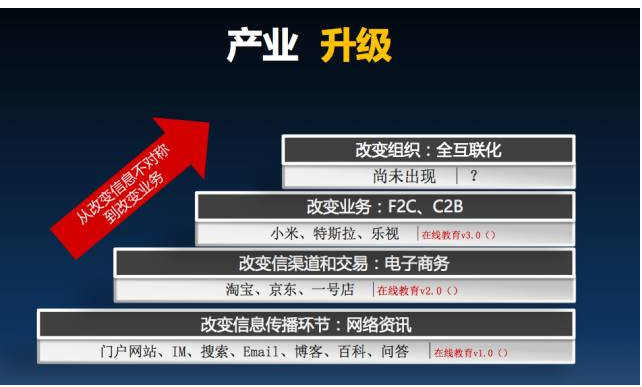 产业 升级
从改变信息不对称
到改变业务
改变组织：全互联化
尚未出现 | ？
改变业务：F2C、C2B
小米、特斯拉、乐视 | 在线教育v3.0（）
改变信渠道和交易：电子商务
淘宝、京东、一号店 | 在线教育v2.0（）
改变信息传播环节：网络资讯
门户网站、IM、搜索、Email、博客、百科、问答 | 在线教育v1.0（）